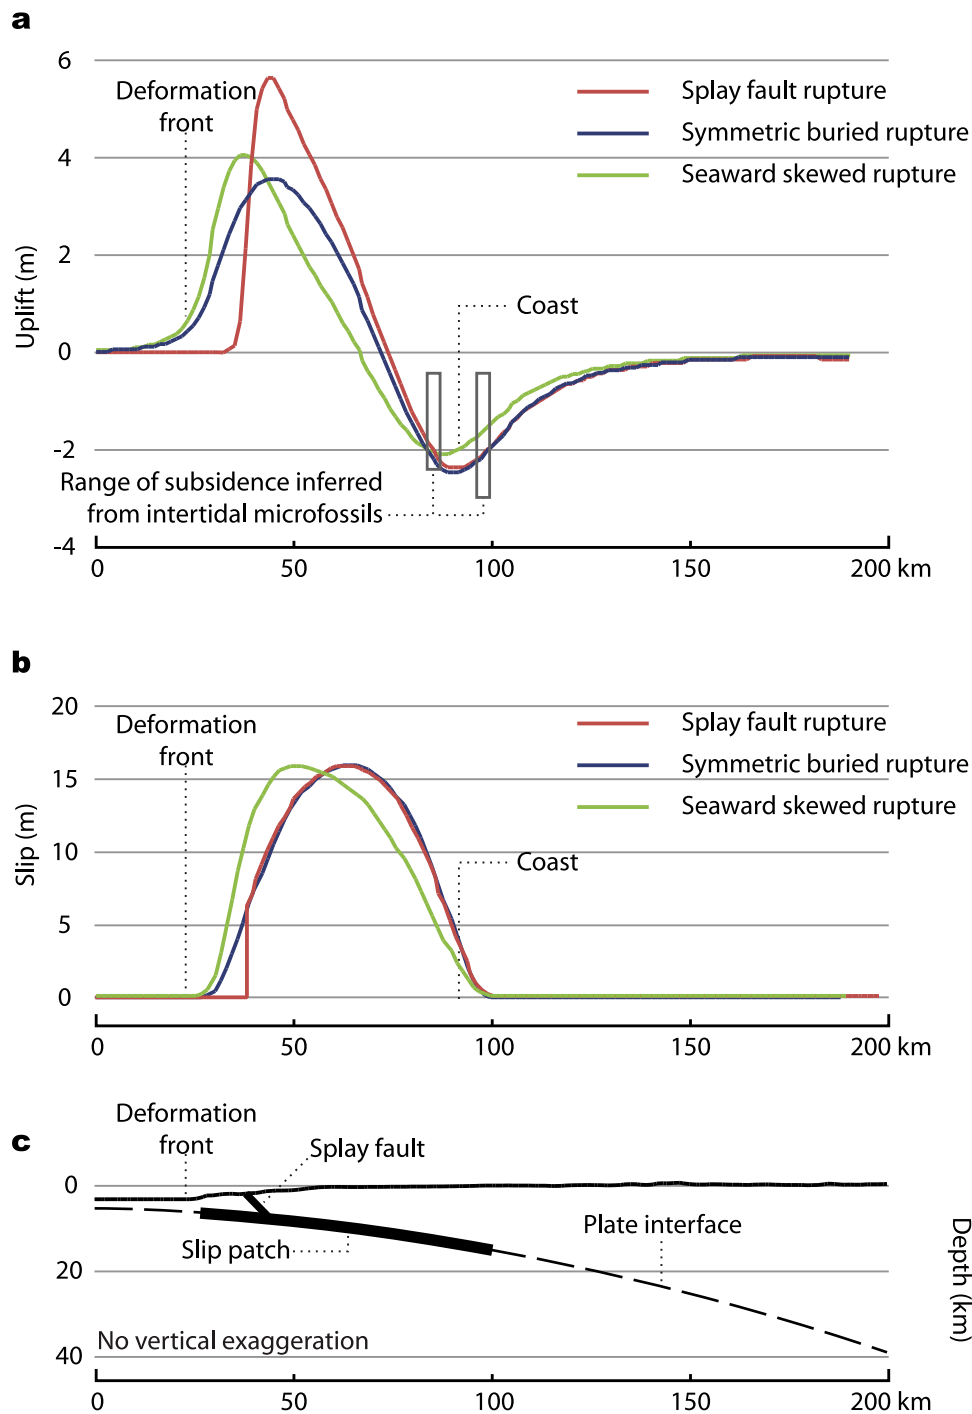 a
6
4
2
0
-2
-4
Uplift (m)
Deformation
front
Splay fault rupture
Symmetric buried rupture
Seaward skewed rupture
Coast
Range of subsidence inferred
from intertidal microfossils
0
50
100
150
200 km
b
20
15
10
5
0
Slip (m)
Deformation
front
Splay fault rupture
Symmetric buried rupture
Seaward skewed rupture
Coast
0
50
100
150
200 km
c
Deformation
front
Splay fault
0
20
40
Slip patch
Plate interface
Depth (km)
No vertical exaggeration
0
50
100
150
200 km